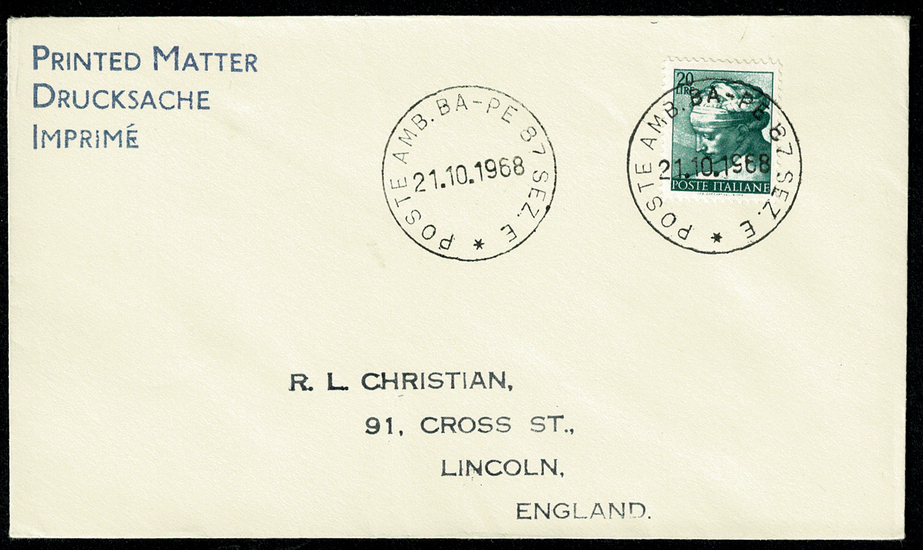 PRINTED MATTER
DRUCKSACHE
IMPRIMÉ
POSTE AMB. BA-PE 87 SEZ. E *
21.10.1968
20
LIRE
POSTE AMB. BA-PE 87 SEZ. E *
21.10.1968
POSTE ITALIANE
R. L. CHRISTIAN,
91, CROSS ST.,
LINCOLN,
ENGLAND.